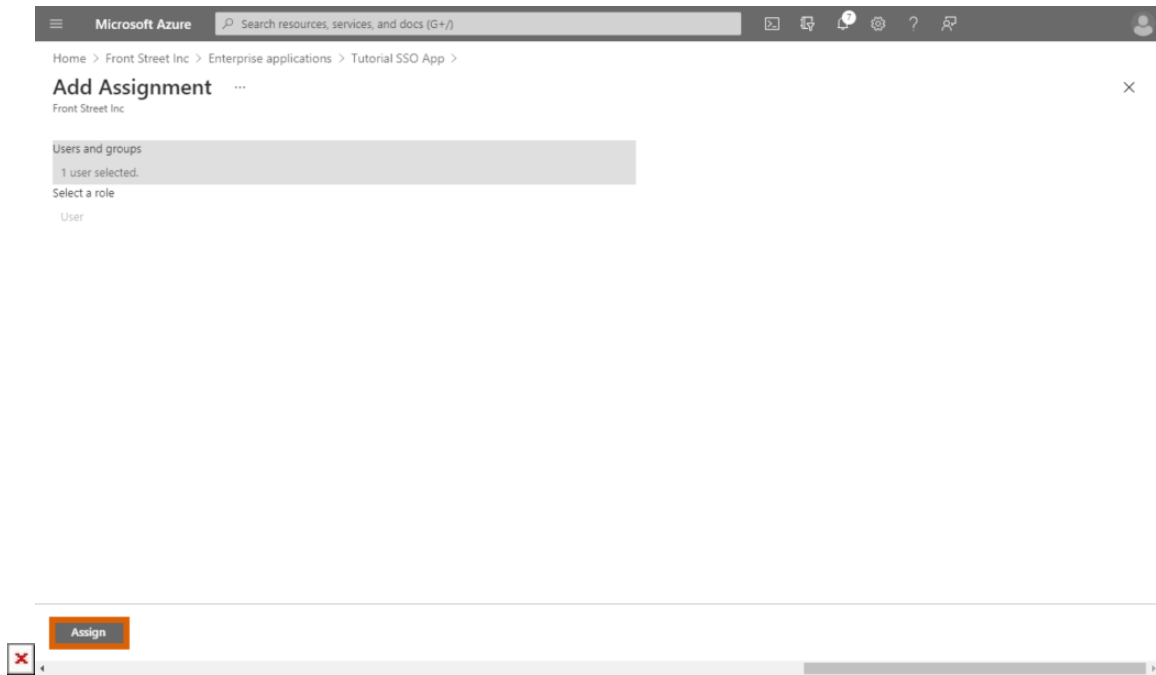 Microsoft Azure
Search resources, services, and docs (G+/)
7
?
Home > Front Street Inc > Enterprise applications > Tutorial SSO App >
Add Assignment ...
Front Street Inc
Users and groups
1 user selected.
Select a role
User
Assign